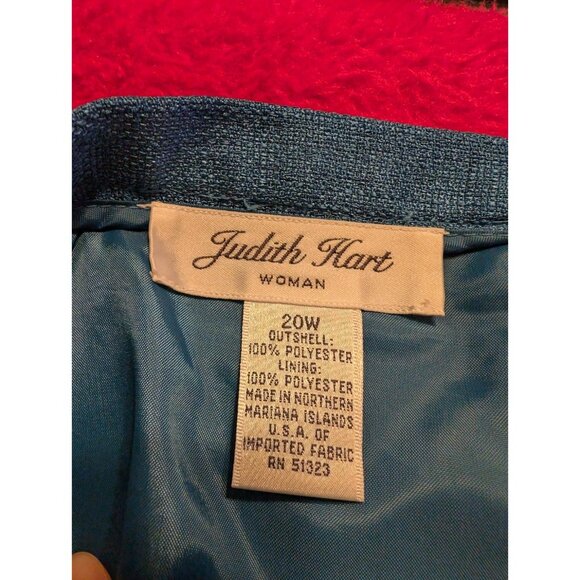 Judith Hart
WOMAN
20W
OUTSHELL:
100% POLYESTER
LINING:
100% POLYESTER
MADE IN NORTHERN
MARIANA ISLANDS
U.S.A. OF
IMPORTED FABRIC
RN 51323